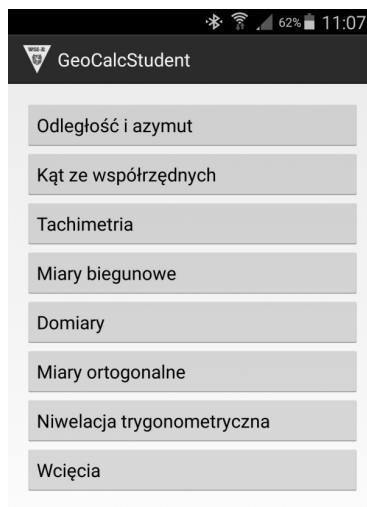 62% 11:07
GeoCalcStudent
Odległość i azymut
Kąt ze współrzędnych
Tachimetria
Miary biegunowe
Domiary
Miary ortogonalne
Niwelacja trygonometryczna
Wcięcia